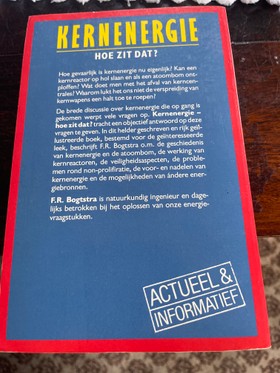 KERNENERGIE
HOE ZIT DAT?
Hoe gevaarlijk is kernenergie nu eigenlijk? Kan een
kernreactor op hol slaan en als een atoombom ont-
ploffen? Wat doet men met het afval van kerncen-
trales? Waarom lukt het ons niet de verspreiding van
kernwapens een halt toe te roepen?
De brede discussie over kernenergie die op gang is
gekomen werpt vele vragen op. Kernenergie –
hoe zit dat? tracht een objectief antwoord op deze
vragen te geven. In dit helder geschreven en rijk geïl-
lustreerde boek, bestemd voor de geïnteresseerde
leek, beschrijft F.R. Bogtstra o.m. de geschiedenis
van kernenergie en de atoombom, de werking van
kernreactoren, de veiligheidsaspecten, de proble-
men rond non-proliferatie, de voor- en nadelen van
kernenergie en de mogelijkheden van andere ener-
giebronnen.
F.R. Bogtstra is natuurkundig ingenieur en dage-
lijks betrokken bij het oplossen van onze energie-
vraagstukken.
ACTUEEL &
INFORMATIEF